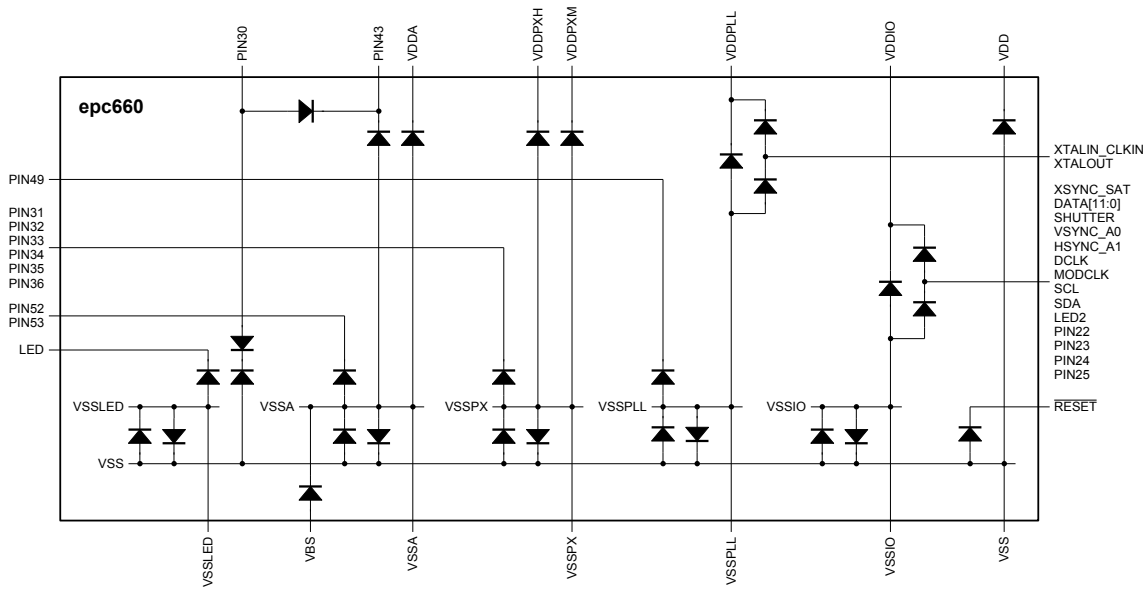 PIN30
PIN43
VDDA
VDDPXH
VDDPXM
VDDPLL
VDDIO
VDD
epc660
XTALIN_CLKIN
XTALOUT
PIN49
XSYNC_SAT
DATA[11:0]
SHUTTER
VSYNC_A0
HSYNC_A1
DCLK
MODCLK
SCL
SDA
LED2
PIN22
PIN23
PIN24
PIN25
PIN31
PIN32
PIN33
PIN34
PIN35
PIN36
PIN52
PIN53
LED
VSSLED
VSSA
VSSPX
VSSPLL
VSSIO
RESET
VSS
VSSLED
VBS
VSSA
VSSPX
VSSPLL
VSSIO
VSS